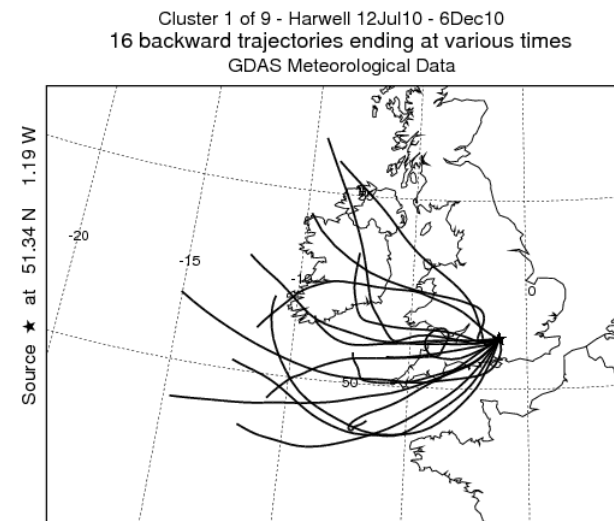 Cluster 1 of 9 - Harwell 12Jul10 - 6Dec10
16 backward trajectories ending at various times
GDAS Meteorological Data
Source ★ at 51.34 N 1.19 W
-20
-15
-10
0
50